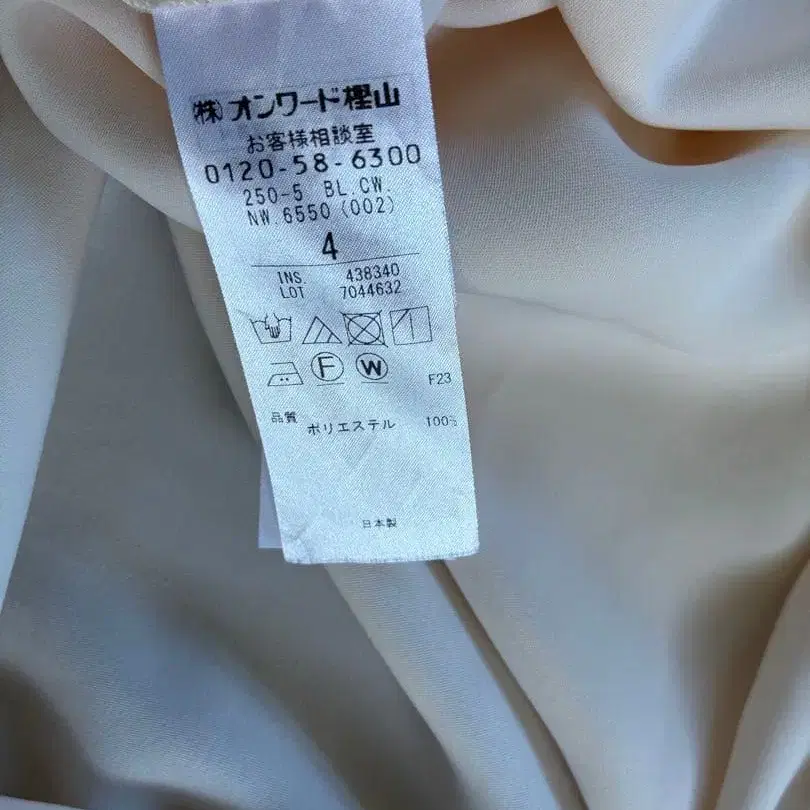 (株)オンワード樫山
お客様相談室
0120-58-6300
250-5 BL.CW.
NW.6550(002)
4
INS. 438340
LOT 7044632
F W
F23
品質 ポリエステル 100%
日本製